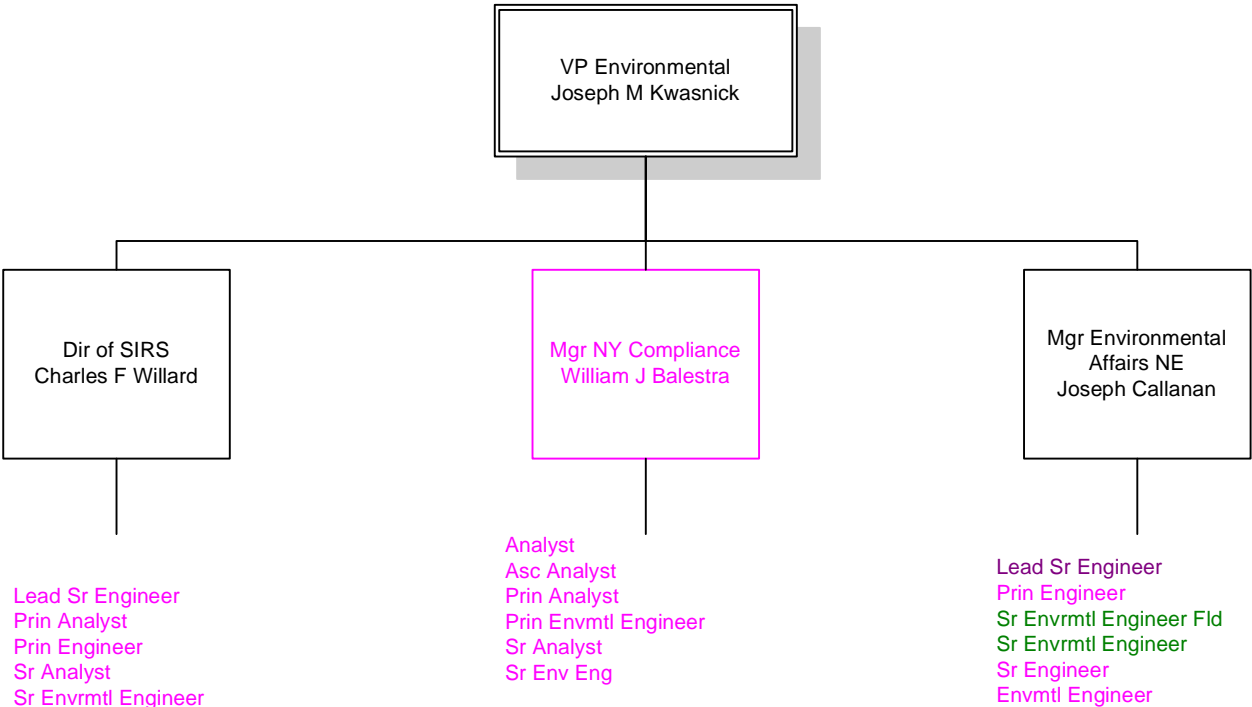 VP Environmental
Joseph M Kwasnick
Dir of SIRS
Charles F Willard
Mgr NY Compliance
William J Balestra
Mgr Environmental
Affairs NE
Joseph Callanan
Lead Sr Engineer
Prin Analyst
Prin Engineer
Sr Analyst
Sr Envrmtl Engineer
Analyst
Asc Analyst
Prin Analyst
Prin Envmtl Engineer
Sr Analyst
Sr Env Eng
Lead Sr Engineer
Prin Engineer
Sr Envrmtl Engineer Fld
Sr Envrmtl Engineer
Sr Engineer
Envmtl Engineer